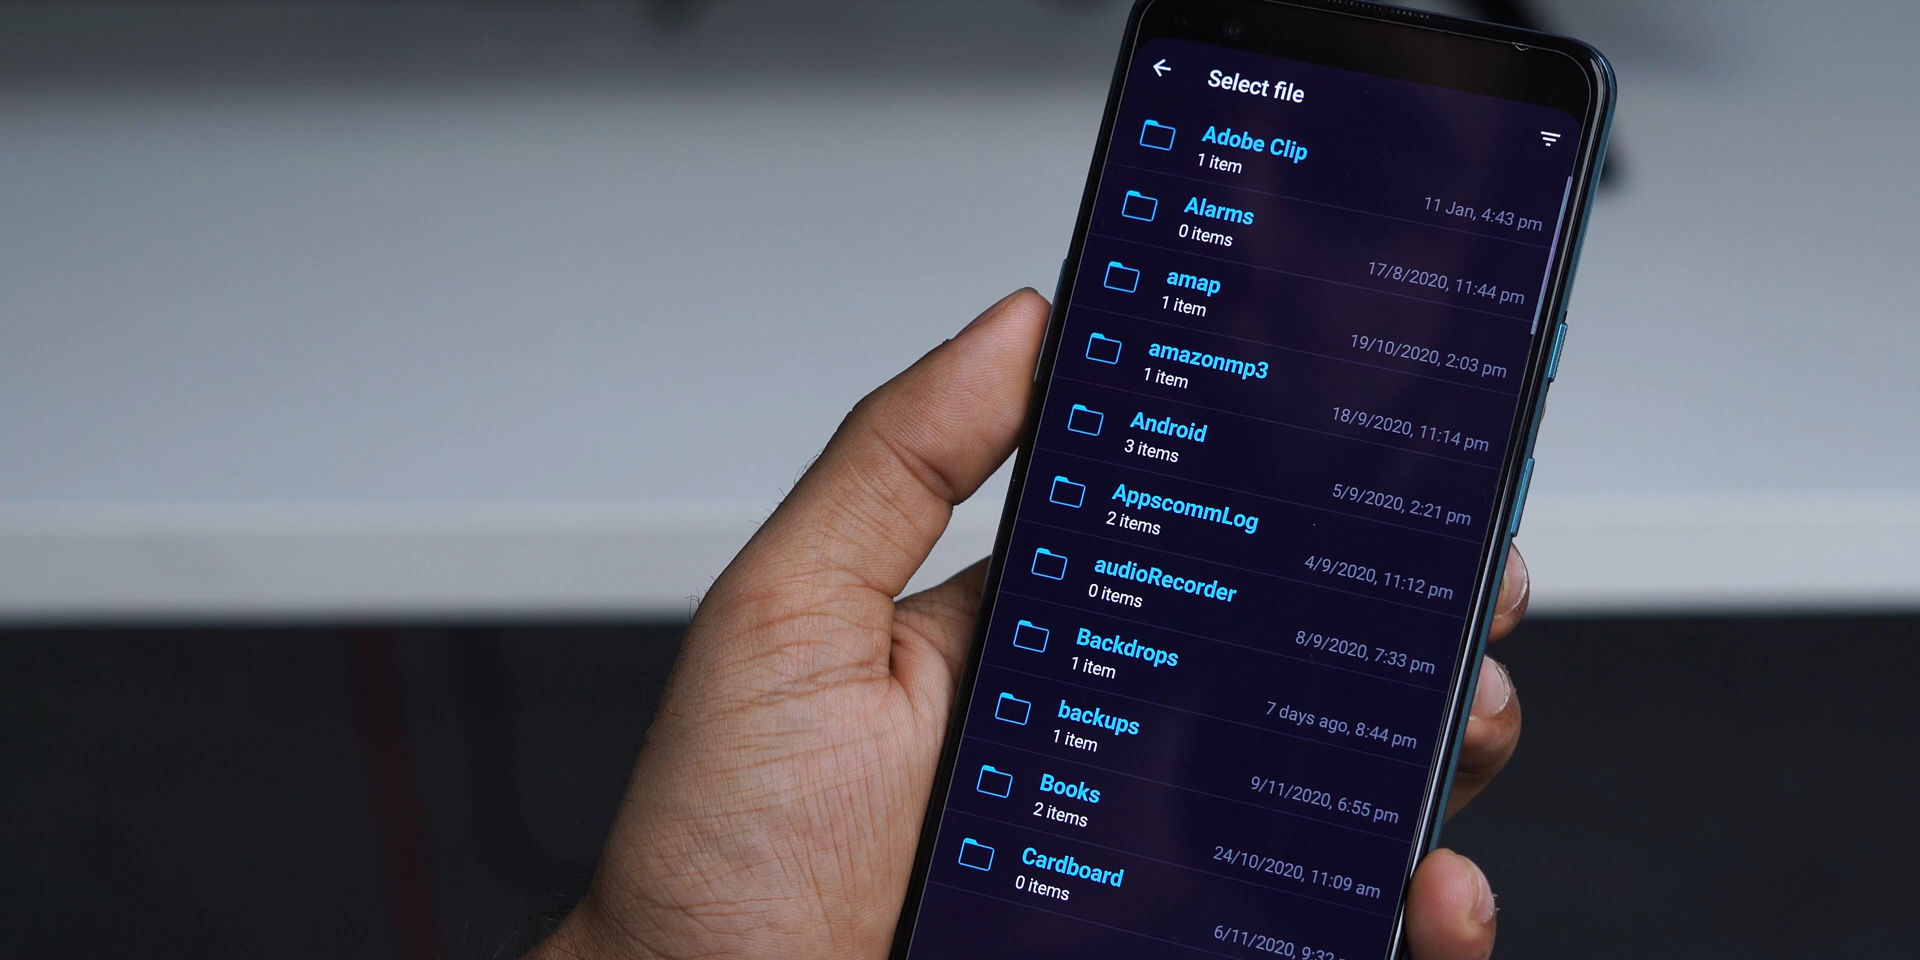 Select file
Adobe Clip
1 item
11 Jan, 4:43 pm
Alarms
0 items
17/8/2020, 11:44 pm
amap
1 item
19/10/2020, 2:03 pm
amazonmp3
1 item
18/9/2020, 11:14 pm
Android
3 items
5/9/2020, 2:21 pm
AppscommLog
2 items
4/9/2020, 11:12 pm
audioRecorder
0 items
8/9/2020, 7:33 pm
Backdrops
1 item
7 days ago, 8:44 pm
backups
1 item
9/11/2020, 6:55 pm
Books
2 items
24/10/2020, 11:09 am
Cardboard
0 items
6/11/2020,